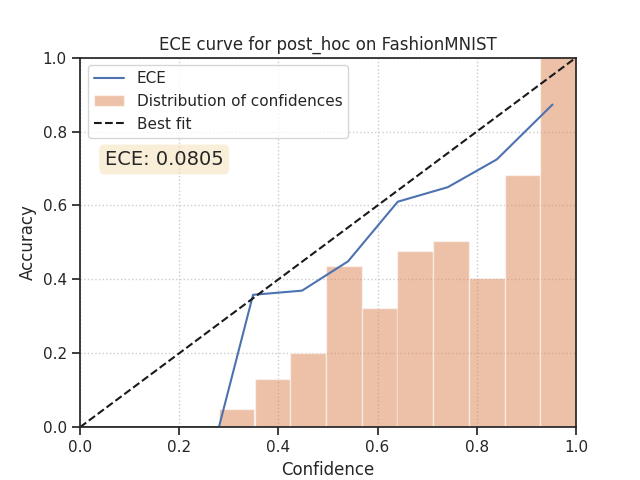 ECE curve for post_hoc on FashionMNIST
1.0
0.8
0.6
0.4
0.2
0.0
Accuracy
ECE
Distribution of confidences
Best fit
ECE: 0.0805
0.0 0.2 0.4 0.6 0.8 1.0
Confidence